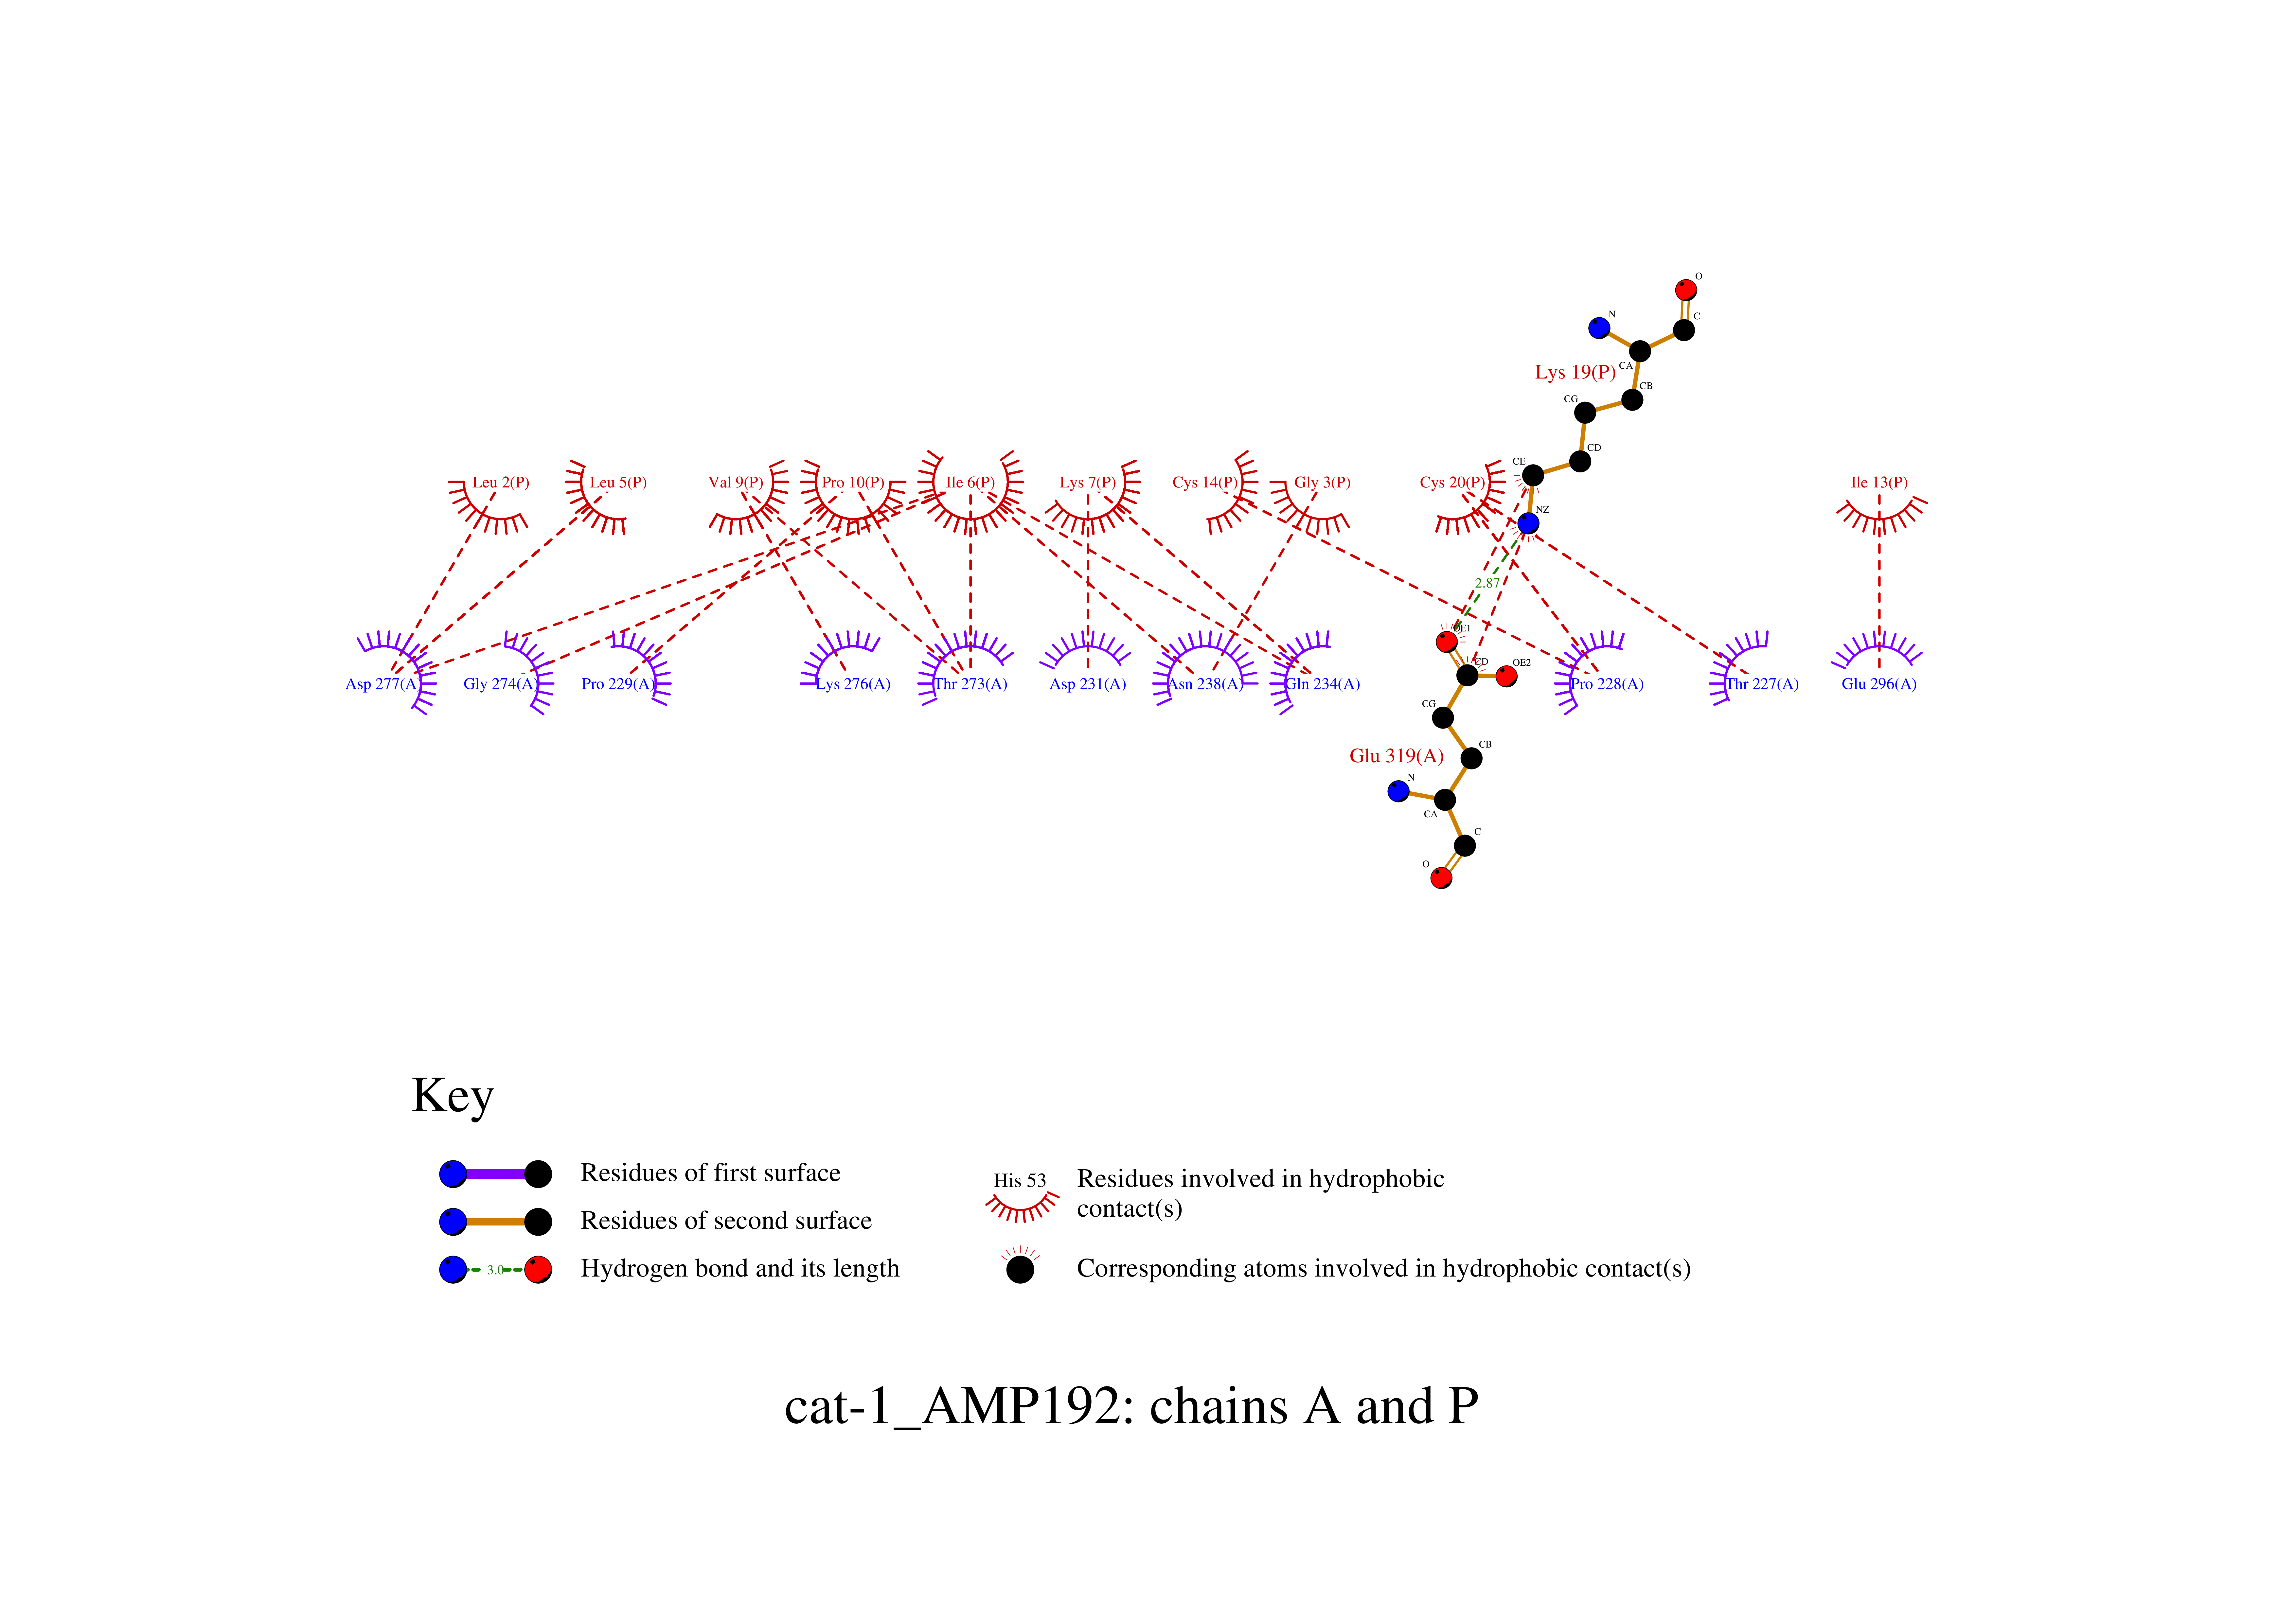 O
N
C
CA
Lys 19(P)
CB
CG
CD
CE
Leu 2(P) Leu 5(P) Val 9(P) Pro 10(P) Ile 6(P) Lys 7(P) Cys 14(P) Gly 3(P) Cys 20(P) Ile 13(P)
NZ
2.87
OE1
CD OE2
Asp 277(A) Gly 274(A) Pro 229(A) Lys 276(A) Thr 273(A) Asp 231(A) Asn 238(A) Gln 234(A) Pro 228(A) Thr 227(A) Glu 296(A)
CG
CB
Glu 319(A)
N
CA
C
O
Key
Residues of first surface
Residues of second surface
3.0 Hydrogen bond and its length
His 53 Residues involved in hydrophobic
contact(s)
Corresponding atoms involved in hydrophobic contact(s)
cat-1_AMP192: chains A and P